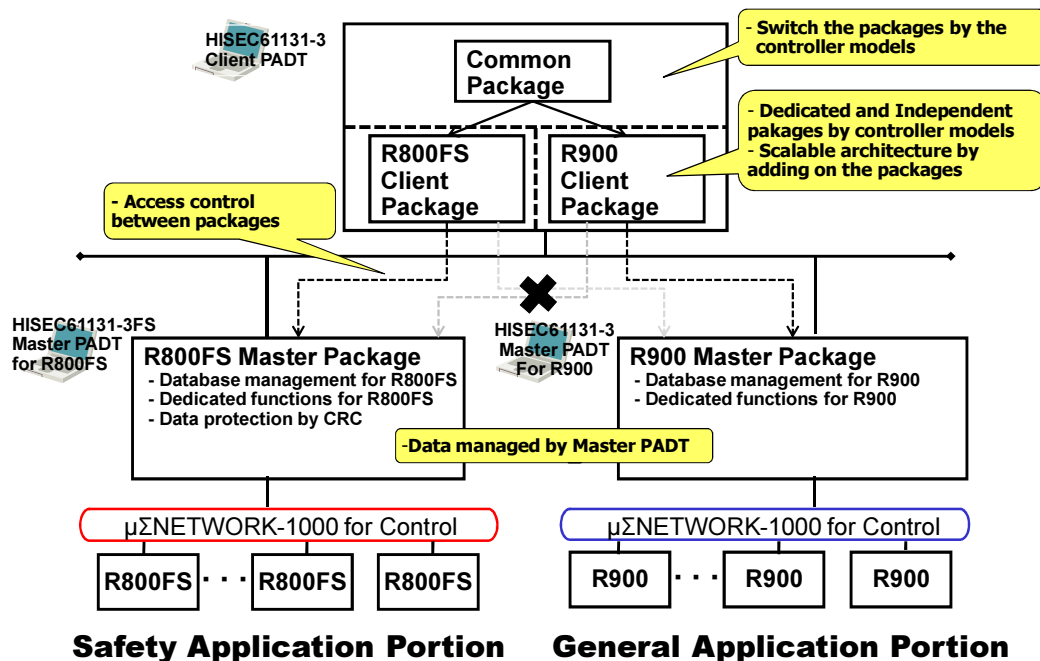 HISEC61131-3
Client PADT
Common
Package
- Switch the packages by the
controller models
- Dedicated and Independent
pakages by controller models
- Scalable architecture by
adding on the packages
R800FS
Client
Package
R900
Client
Package
- Access control
between packages
HISEC61131-3FS
Master PADT
for R800FS
HISEC61131-3
Master PADT
For R900
R800FS Master Package
- Database management for R800FS
- Dedicated functions for R800FS
- Data protection by CRC
R900 Master Package
- Database management for R900
- Dedicated functions for R900
-Data managed by Master PADT
μΣNETWORK-1000 for Control
μΣNETWORK-1000 for Control
R800FS ··· R800FS R800FS
R900 ··· R900 R900
Safety Application Portion
General Application Portion